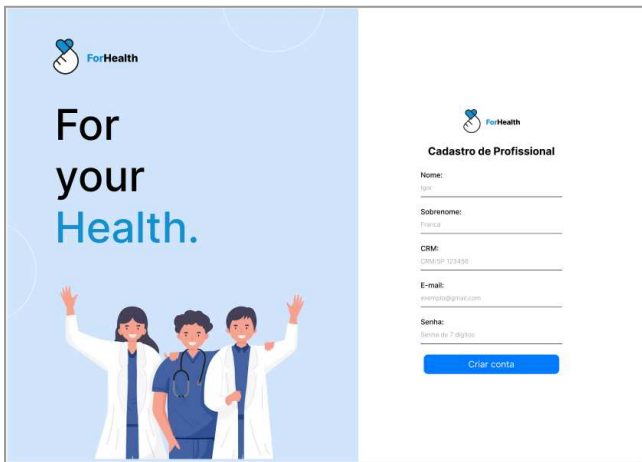 ForHealth
For
your
Health.
ForHealth
Cadastro de Profissional
Nome:
Igor
Sobrenome:
Franca
CRM:
CRM/SP 123456
E-mail:
exemplo@gmail.com
Senha:
Senha de 7 dígitos
Criar conta